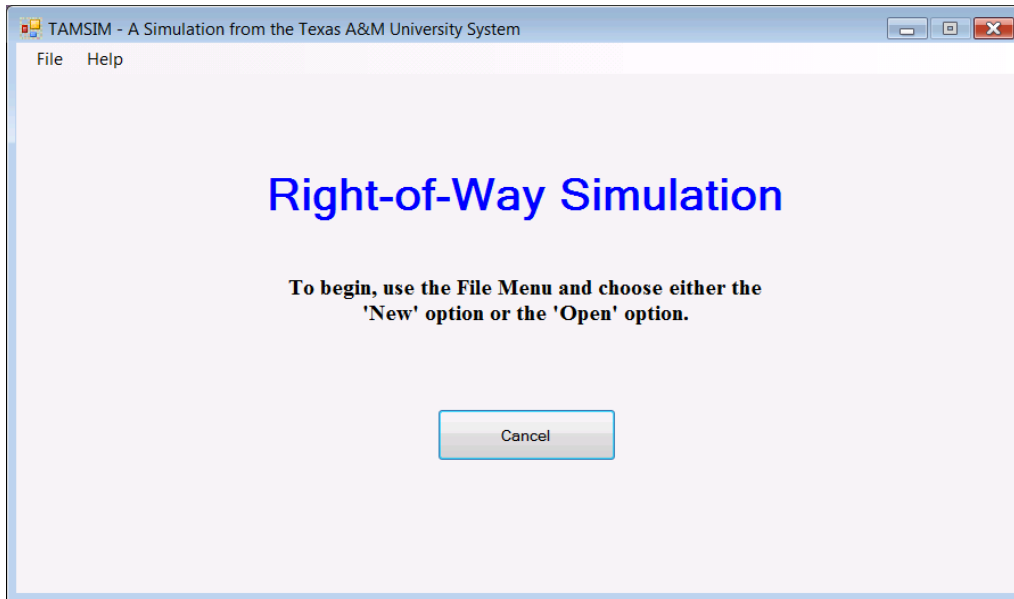 TAMSIM - A Simulation from the Texas A&M University System
File Help
Right-of-Way Simulation
To begin, use the File Menu and choose either the
'New' option or the 'Open' option.
Cancel